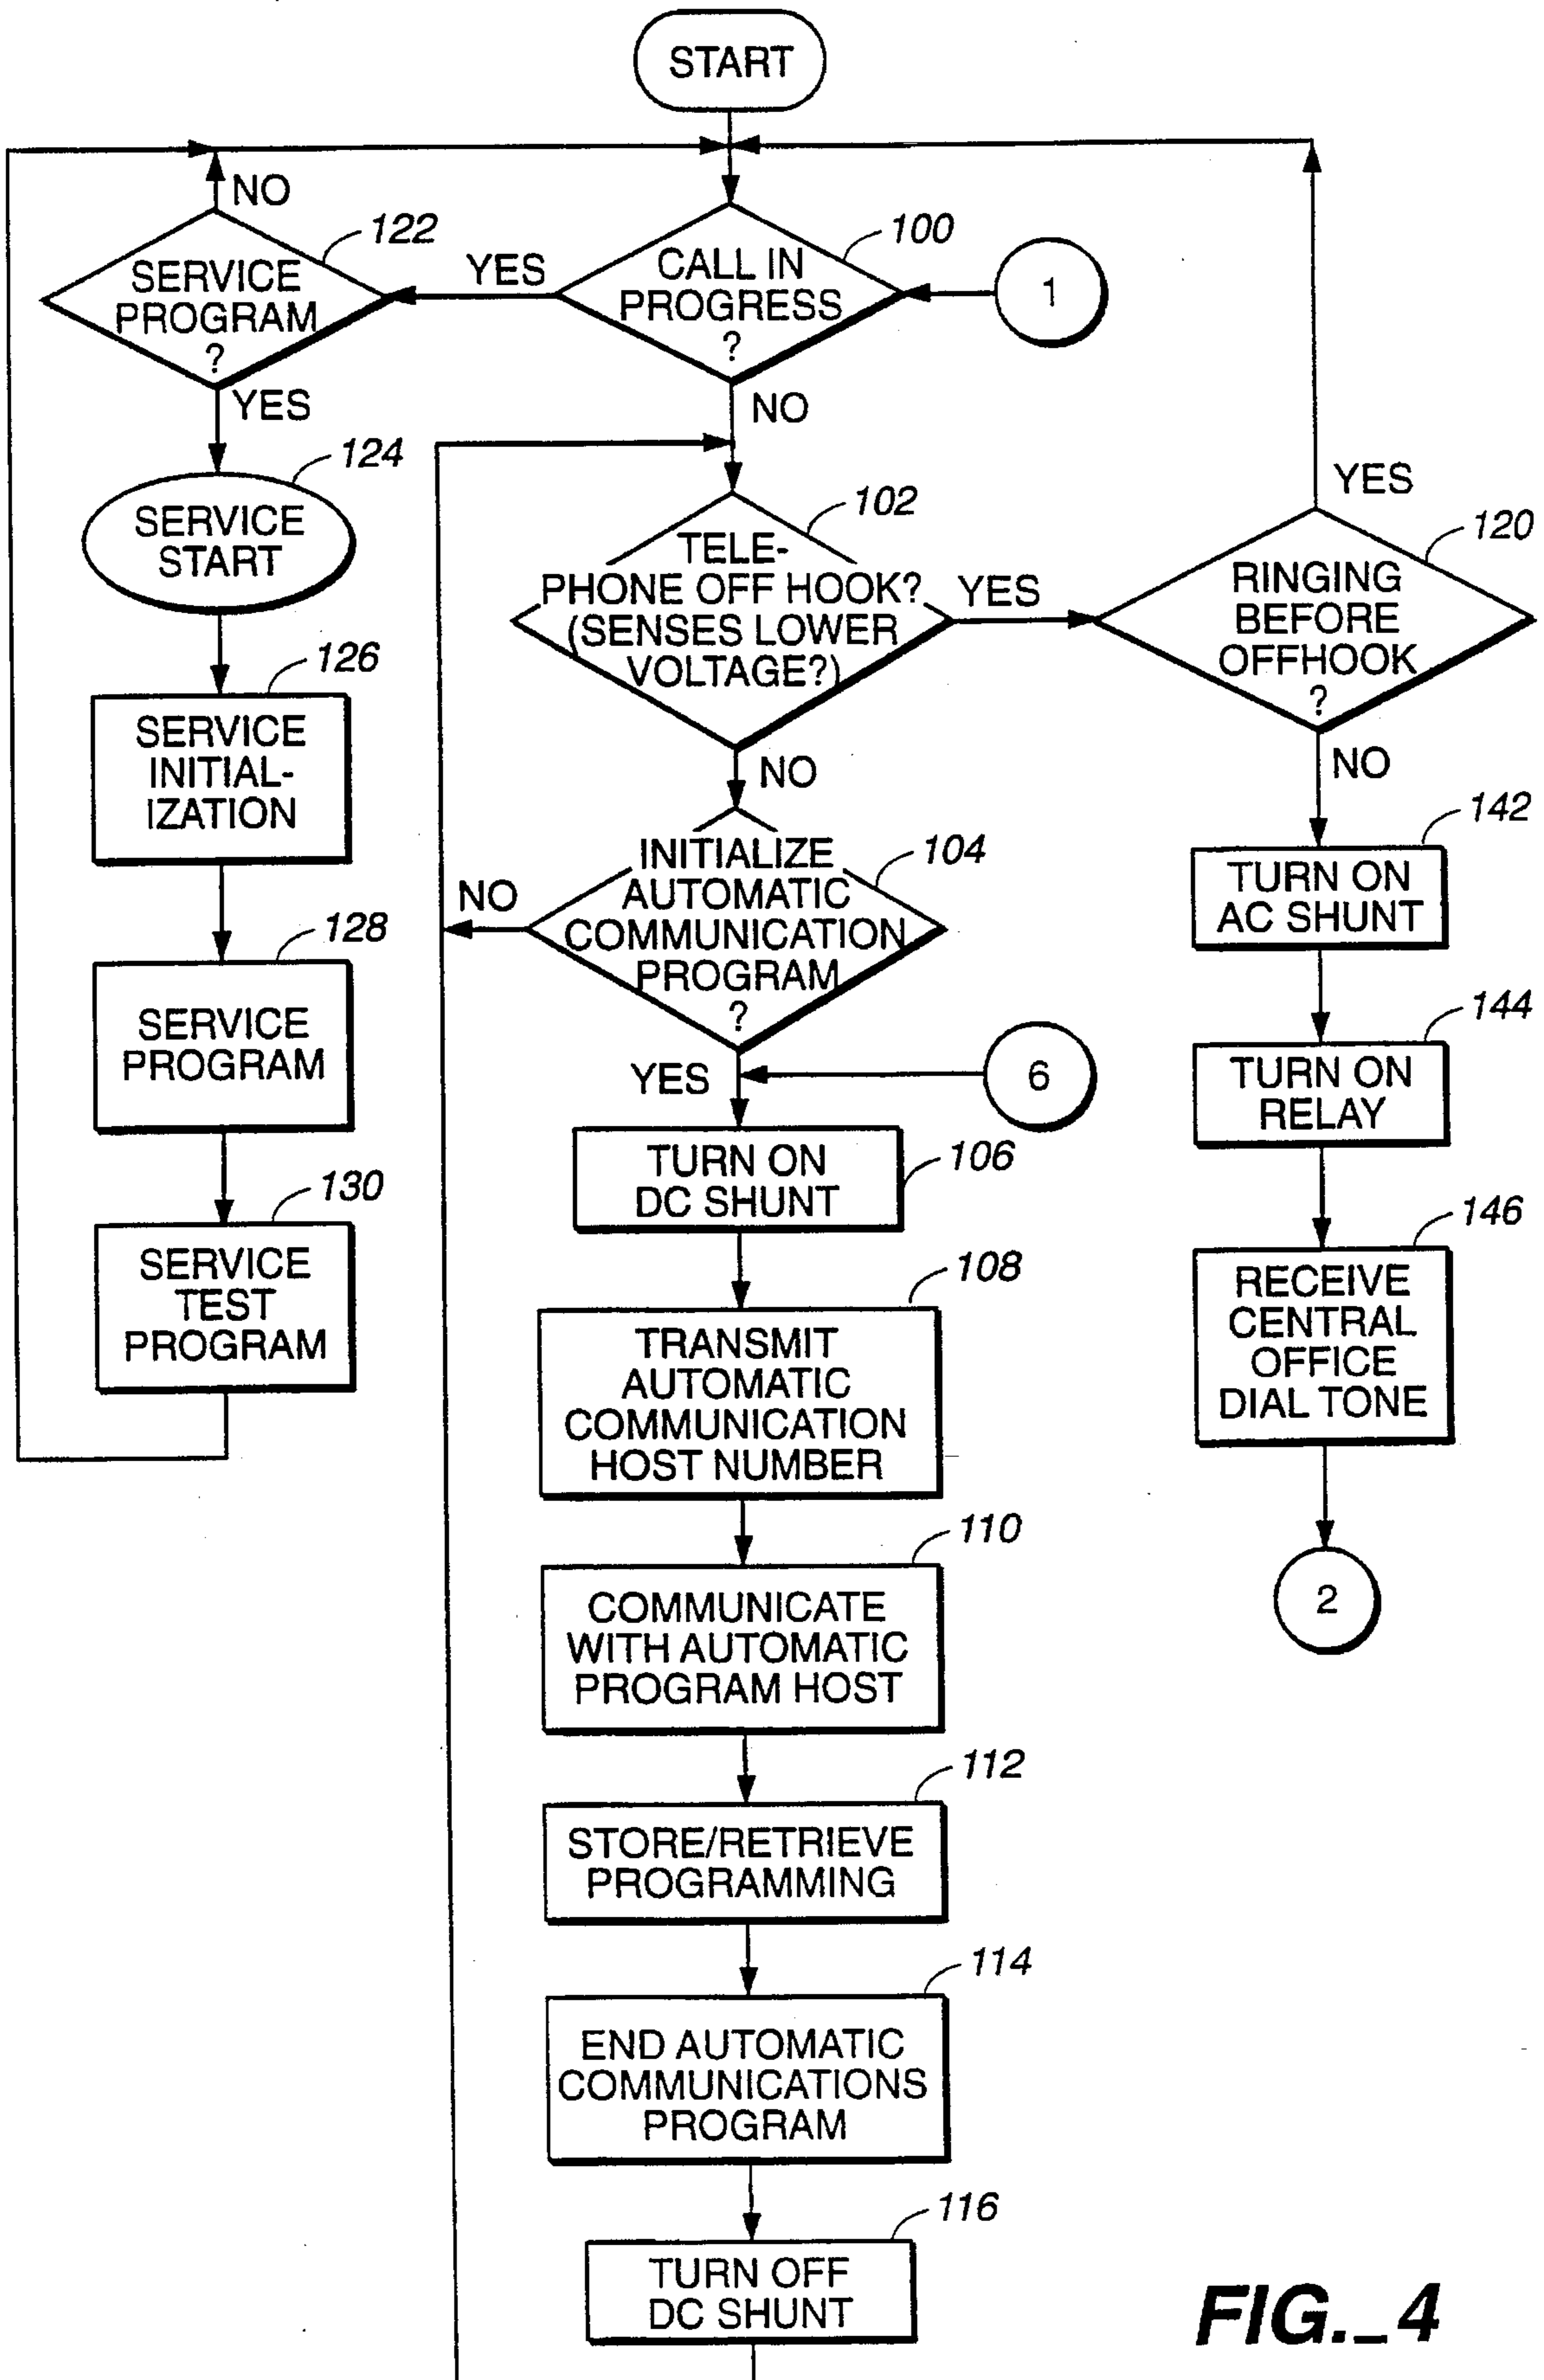 START
NO
122
SERVICE
PROGRAM
?
YES
CALL IN
PROGRESS
?
100
1
YES
NO
124
SERVICE
START
102
TELE-
PHONE OFF HOOK?
(SENSES LOWER
VOLTAGE?)
YES
YES
120
RINGING
BEFORE
OFFHOOK
?
126
SERVICE
INITIAL-
IZATION
NO
NO
INITIALIZE
AUTOMATIC
COMMUNICATION
PROGRAM
?
104
NO
142
TURN ON
AC SHUNT
128
SERVICE
PROGRAM
YES
6
144
TURN ON
RELAY
TURN ON
DC SHUNT
106
130
SERVICE
TEST
PROGRAM
146
RECEIVE
CENTRAL
OFFICE
DIAL TONE
108
TRANSMIT
AUTOMATIC
COMMUNICATION
HOST NUMBER
110
COMMUNICATE
WITH AUTOMATIC
PROGRAM HOST
2
112
STORE/RETRIEVE
PROGRAMMING
114
END AUTOMATIC
COMMUNICATIONS
PROGRAM
116
TURN OFF
DC SHUNT
FIG._4